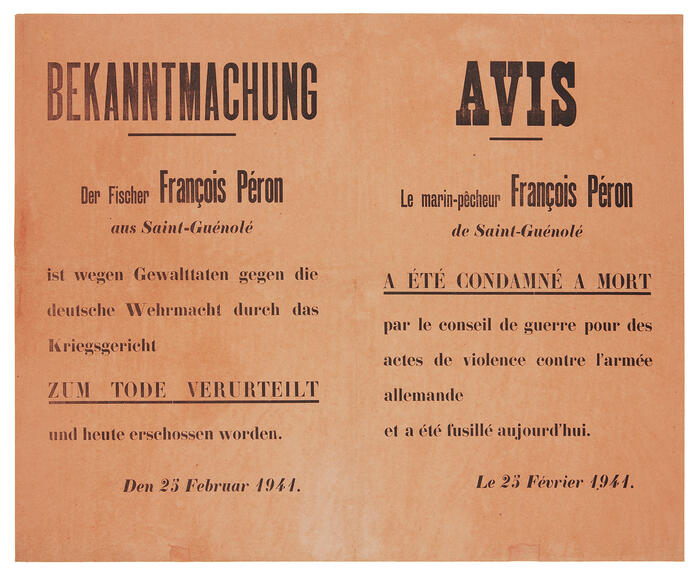 BEKANNTMACHUNG
Der Fischer François Péron
aus Saint-Guénolé
ist wegen Gewalttaten gegen die
deutsche Wehrmacht durch das
Kriegsgericht
ZUM TODE VERURTEILT
und heute erschossen worden.
Den 25 Februar 1941.
AVIS
Le marin-pêcheur François Péron
de Saint-Guénolé
A ÉTÉ CONDAMNÉ A MORT
par le conseil de guerre pour des
actes de violence contre l'armée
allemande
et a été fusillé aujourd'hui.
Le 25 Février 1941.